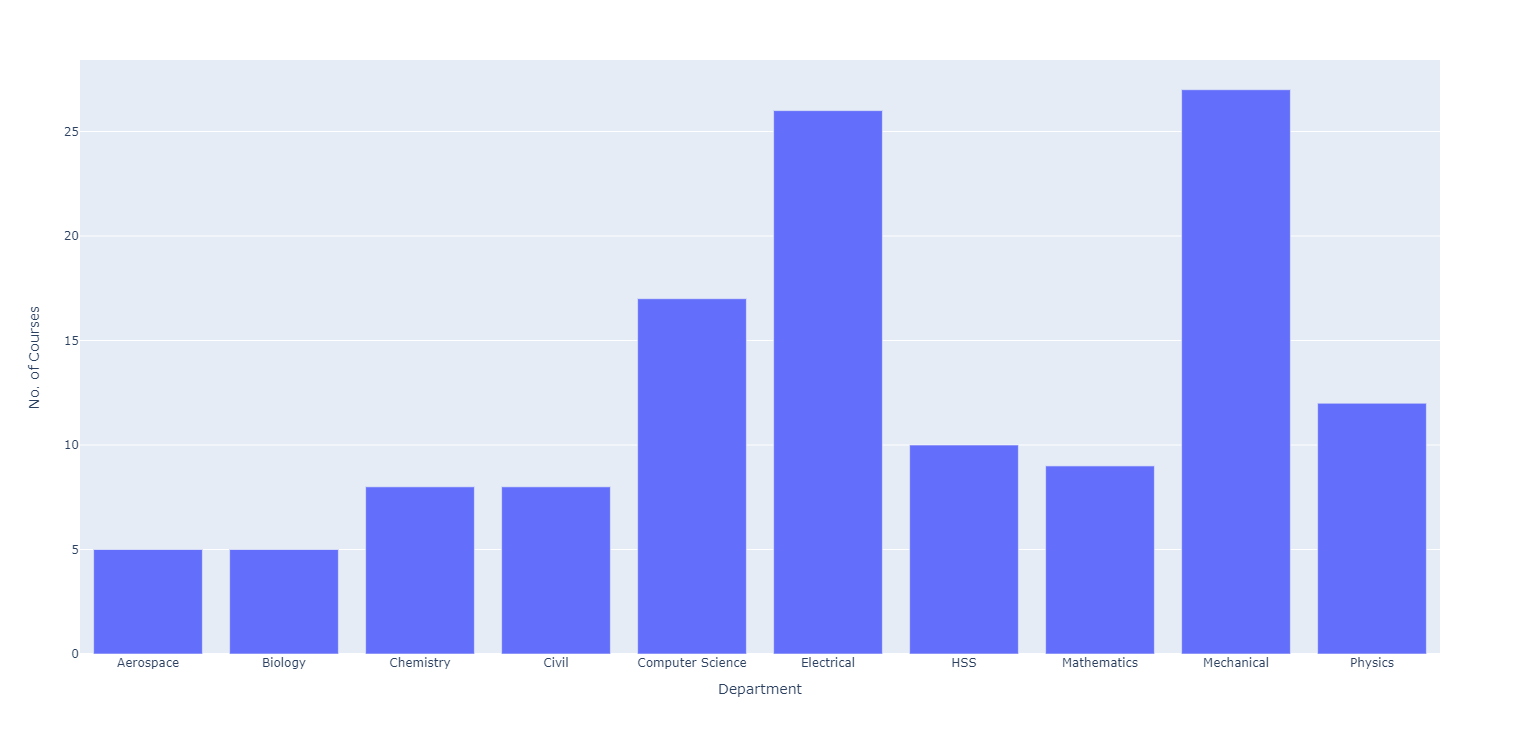 25
20
15
10
5
0
No. of Courses
Aerospace Biology Chemistry Civil Computer Science Electrical HSS Mathematics Mechanical Physics
Department